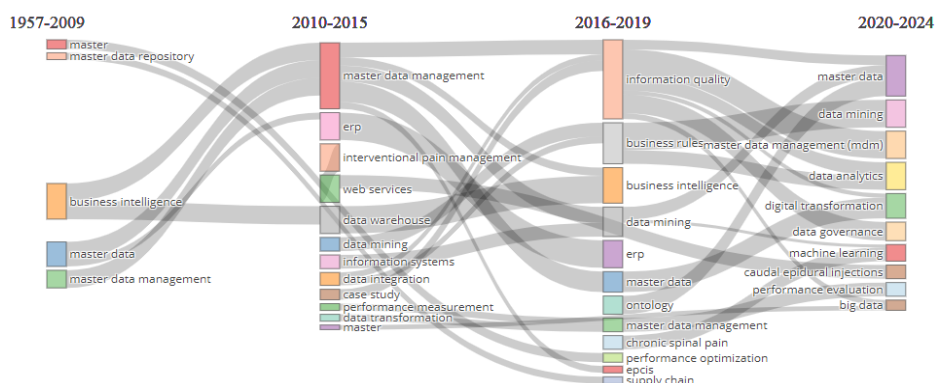 1957-2009
2010-2015
2016-2019
2020-2024
master
master data repository
business intelligence
master data
master data management
master data management
erp
interventional pain management
web services
data warehouse
data mining
information systems
data integration
case study
performance measurement
data transformation
master
information quality
business rules
business intelligence
data mining
erp
master data
ontology
master data management
chronic spinal pain
performance optimization
epcis
supply chain
master data
data mining
master data management (mdm)
data analytics
digital transformation
data governance
machine learning
caudal epidural injections
performance evaluation
big data